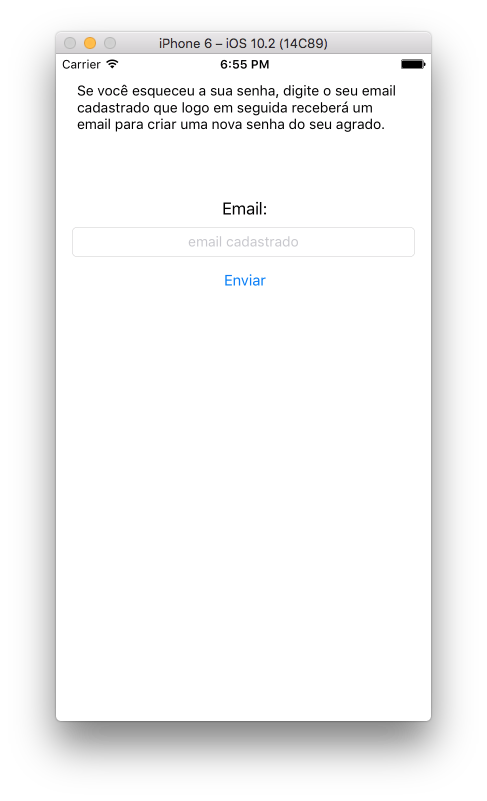 iPhone 6 – iOS 10.2 (14C89)
Carrier 6:55 PM
Se você esqueceu a sua senha, digite o seu email
cadastrado que logo em seguida receberá um
email para criar uma nova senha do seu agrado.
Email:
email cadastrado
Enviar